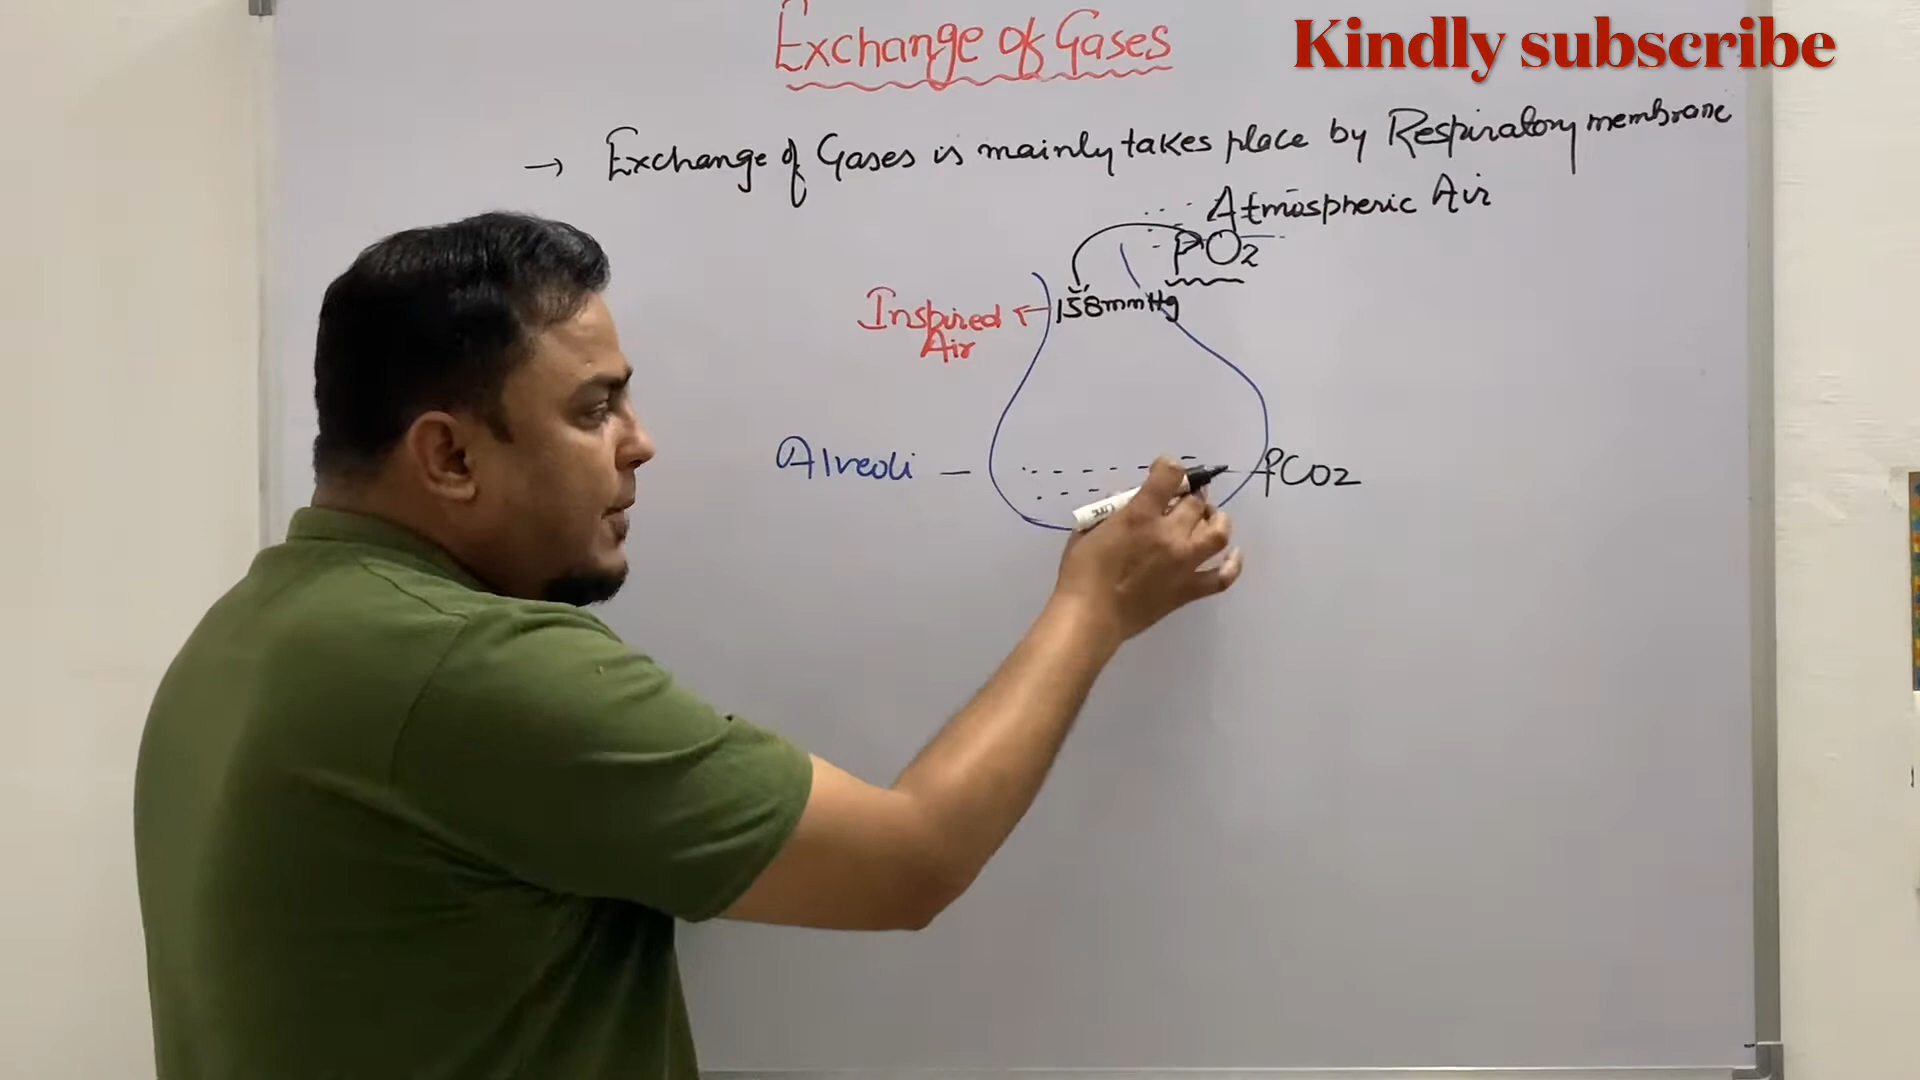 Exchange of Gases
Kindly subscribe
→ Exchange of Gases is mainly takes place by Respiratory membrane
Atmospheric Air
PO2
Inspired Air
158mmHg
Alveoli
PCO2